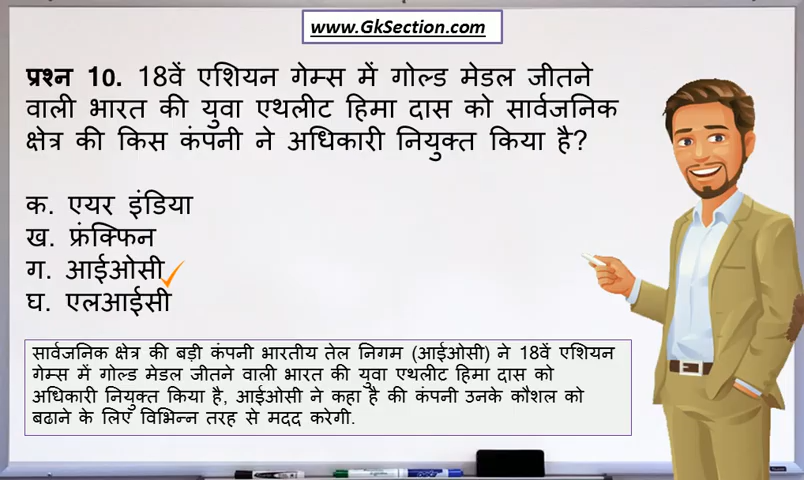 www.GkSection.com
प्रश्न 10. 18वें एशियन गेम्स में गोल्ड मेडल जीतने
वाली भारत की युवा एथलीट हिमा दास को सार्वजनिक
क्षेत्र की किस कंपनी ने अधिकारी नियुक्त किया है?
क. एयर इंडिया
ख. फ्रंक्फिन
ग. आईओसी
घ. एलआईसी
सार्वजनिक क्षेत्र की बड़ी कंपनी भारतीय तेल निगम (आईओसी) ने 18वें एशियन
गेम्स में गोल्ड मेडल जीतने वाली भारत की युवा एथलीट हिमा दास को
अधिकारी नियुक्त किया है, आईओसी ने कहा है की कंपनी उनके कौशल को
बढाने के लिए विभिन्न तरह से मदद करेगी.